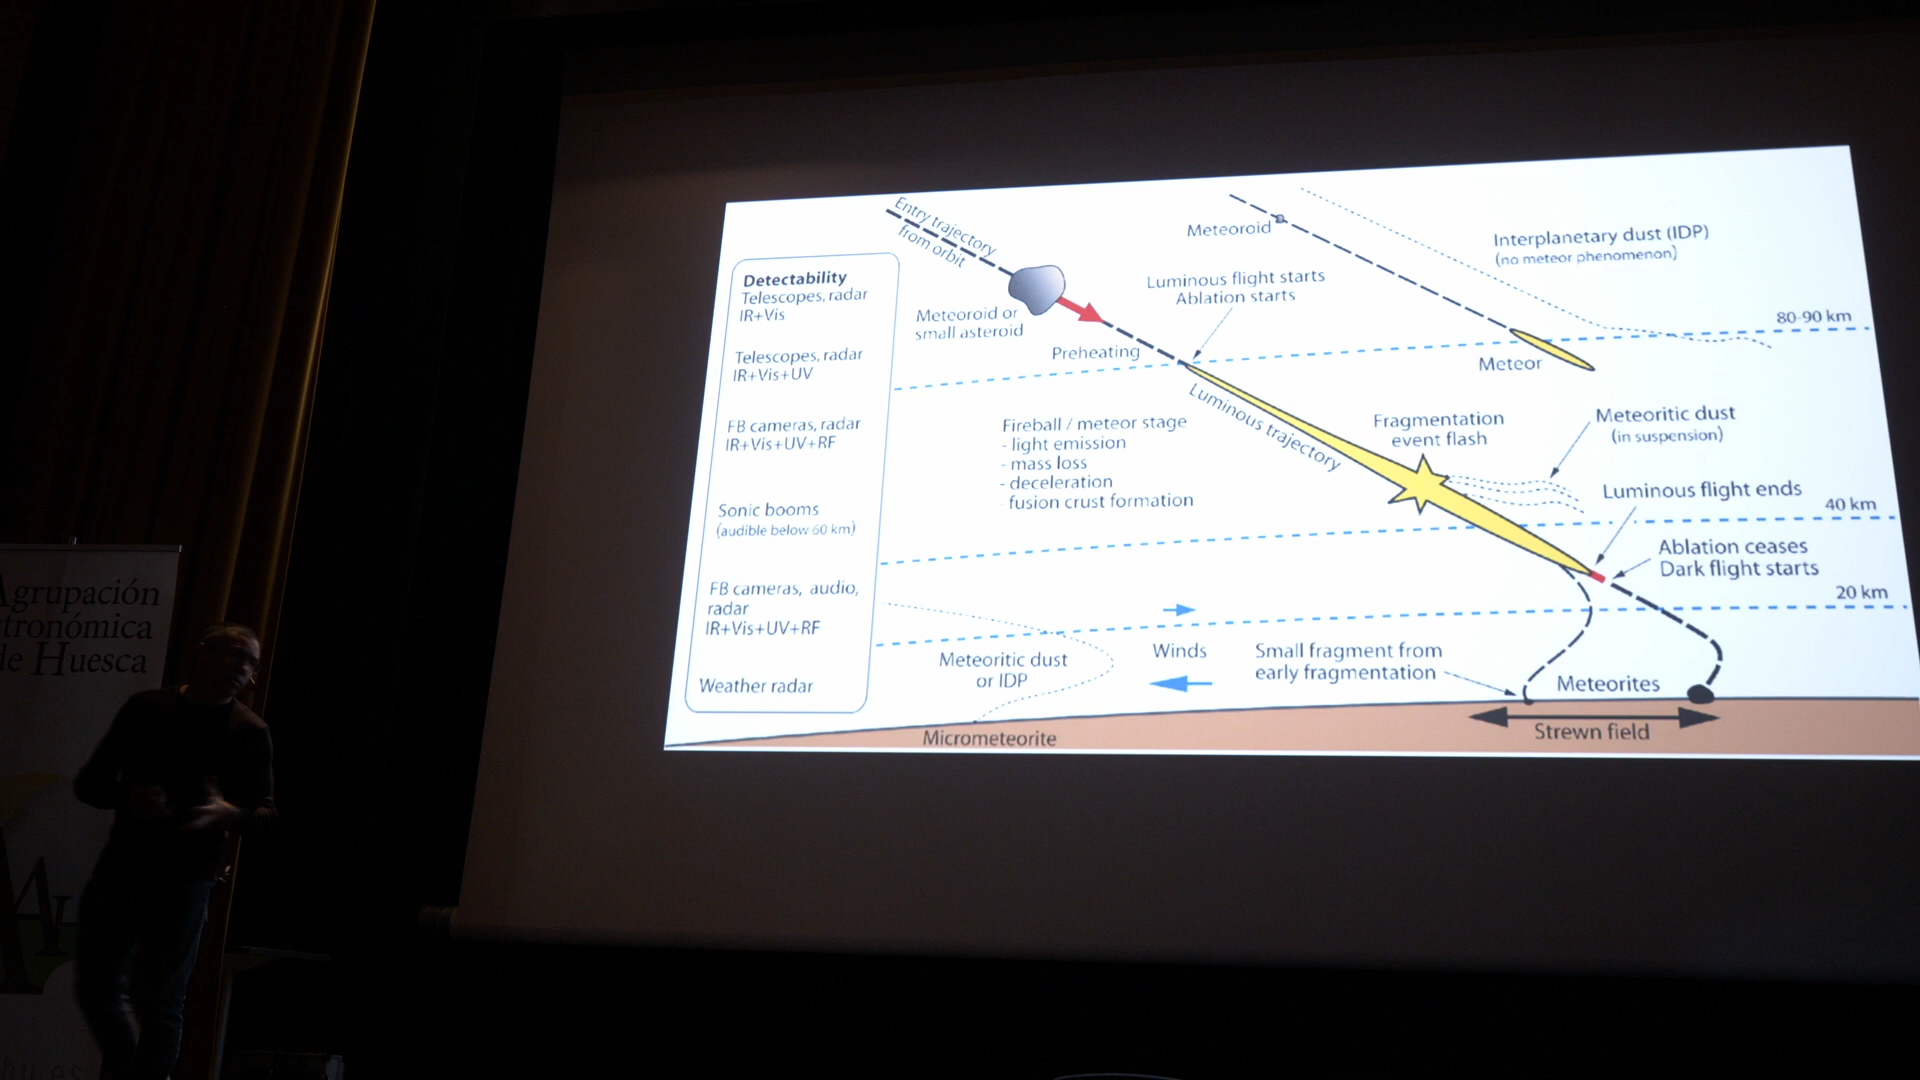 Agrupación
Astronómica
de Huesca
Entry trajectory
from orbit
Detectability
Telescopes, radar
IR+Vis
Telescopes, radar
IR+Vis+UV
FB cameras, radar
IR+Vis+UV+RF
Sonic booms
(audible below 60 km)
FB cameras, audio,
radar
IR+Vis+UV+RF
Weather radar
Meteoroid or
small asteroid
Preheating
Luminous flight starts
Ablation starts
Meteoroid
Interplanetary dust (IDP)
(no meteor phenomenon)
80-90 km
Meteor
Luminous trajectory
Fireball / meteor stage
- light emission
- mass loss
- deceleration
fusion crust formation
Fragmentation
event flash
Meteoritic dust
(in suspension)
Luminous flight ends
40 km
Ablation ceases
Dark flight starts
20 km
Meteoritic dust
or IDP
Winds
Small fragment from
early fragmentation
Meteorites
Strewn field
Micrometeorite